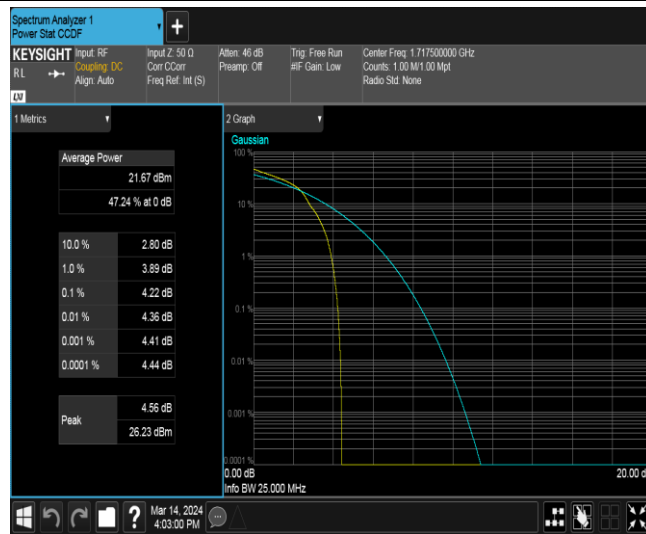 Spectrum Analyzer 1
Power Stat CCDF
+
KEYSIGHT
RL
LXI
Input: RF
Coupling: DC
Align: Auto
Input Z: 50 Ω
Corr CCorr
Freq Ref: Int (S)
Atten: 46 dB
Preamp: Off
Trig: Free Run
#IF Gain: Low
Center Freq: 1.717500000 GHz
Counts: 1.00 M/1.00 Mpt
Radio Std: None
1 Metrics
Average Power
21.67 dBm
47.24 % at 0 dB
10.0 % 2.80 dB
1.0 % 3.89 dB
0.1 % 4.22 dB
0.01 % 4.36 dB
0.001 % 4.41 dB
0.0001 % 4.44 dB
Peak
4.56 dB
26.23 dBm
2 Graph
Gaussian
100 %
10 %
1 %
0.1 %
0.01 %
0.001 %
0.0001 %
0.00 dB
20.00 d
Info BW 25.000 MHz
?
Mar 14, 2024
4:03:00 PM